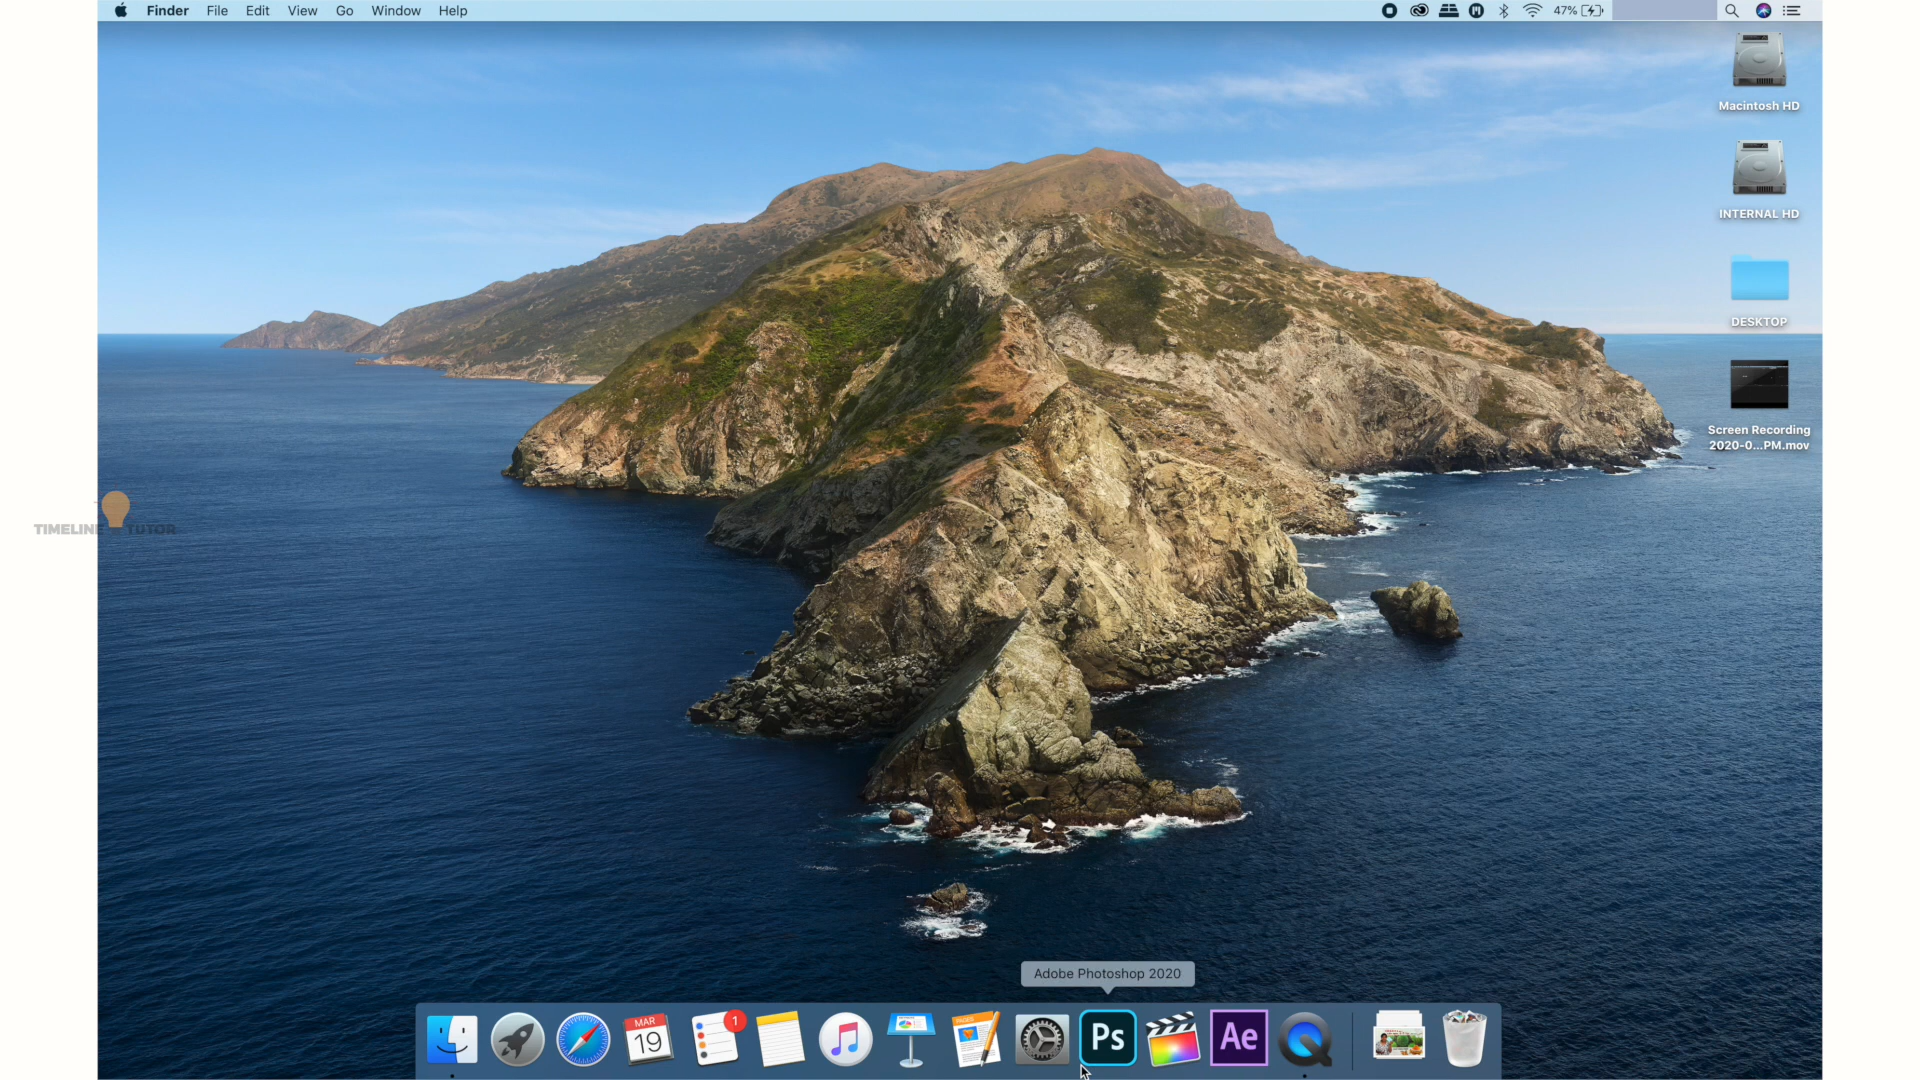 Finder File Edit View Go Window Help
47%
Macintosh HD
INTERNAL HD
DESKTOP
Screen Recording
2020-0...PM.mov
TIMELINE TUTOR
Adobe Photoshop 2020
MAR
19
1
PAGES
Ps
Ae